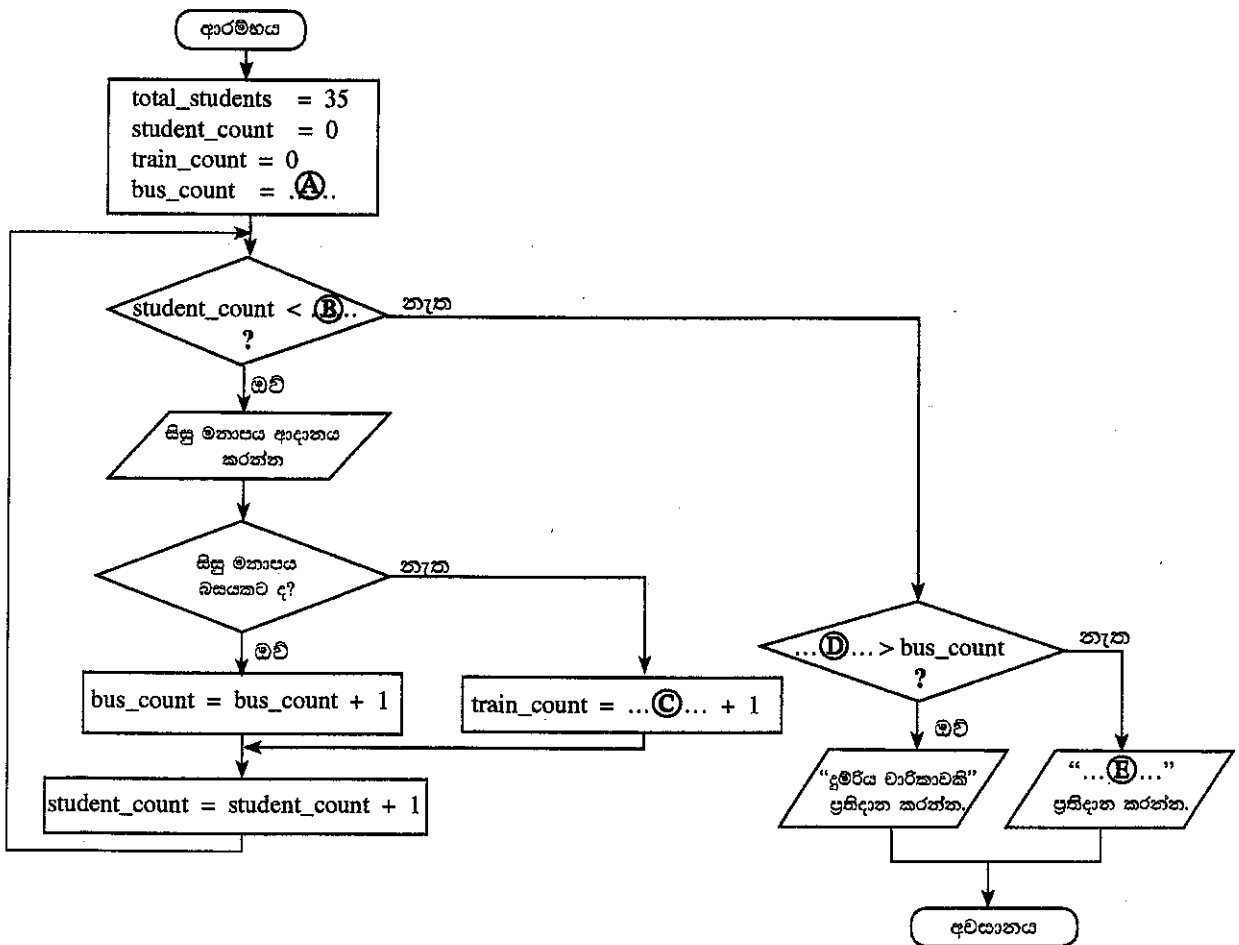 ආරම්භය
total_students = 35
student_count = 0
train_count = 0
bus_count = ...Ⓐ...
student_count < ...Ⓑ...
?
නැත
ඔව්
සිසු මනාපය ආදානය
කරන්න
සිසු මනාපය
බසයකට ද?
නැත
ඔව්
bus_count = bus_count + 1
train_count = ...Ⓒ... + 1
student_count = student_count + 1
...Ⓓ... > bus_count
?
නැත
ඔව්
“දුම්රිය චාරිකාවකි”
ප්‍රතිදාන කරන්න.
“...Ⓔ...”
ප්‍රතිදාන කරන්න.
අවසානය